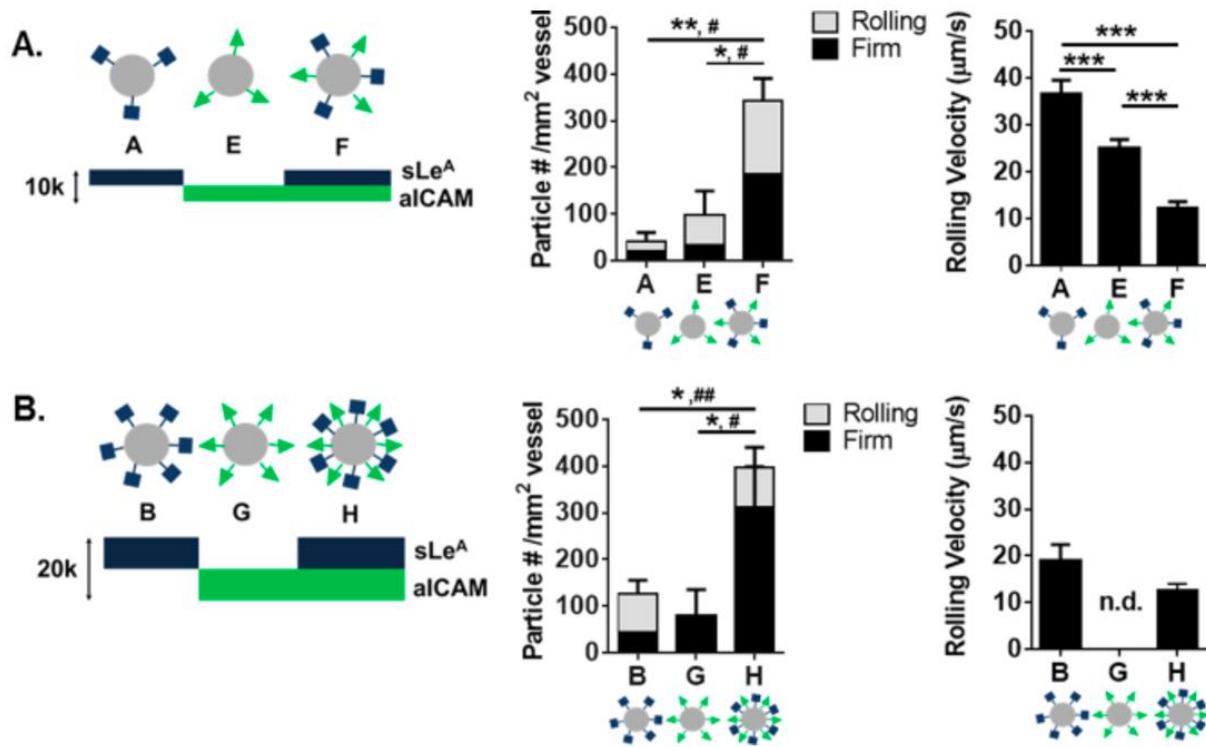 A.
A E F
10k
sLeᴬ
aICAM
Particle # /mm² vessel
500
400
300
200
100
0
**, #
*, #
Rolling
Firm
A E F
Rolling Velocity (μm/s)
50
40
30
20
10
0
***
***
***
A E F
B.
B G H
20k
sLeᴬ
aICAM
Particle # /mm² vessel
500
400
300
200
100
0
*,##
*, #
Rolling
Firm
B G H
Rolling Velocity (μm/s)
50
40
30
20
10
0
n.d.
B G H